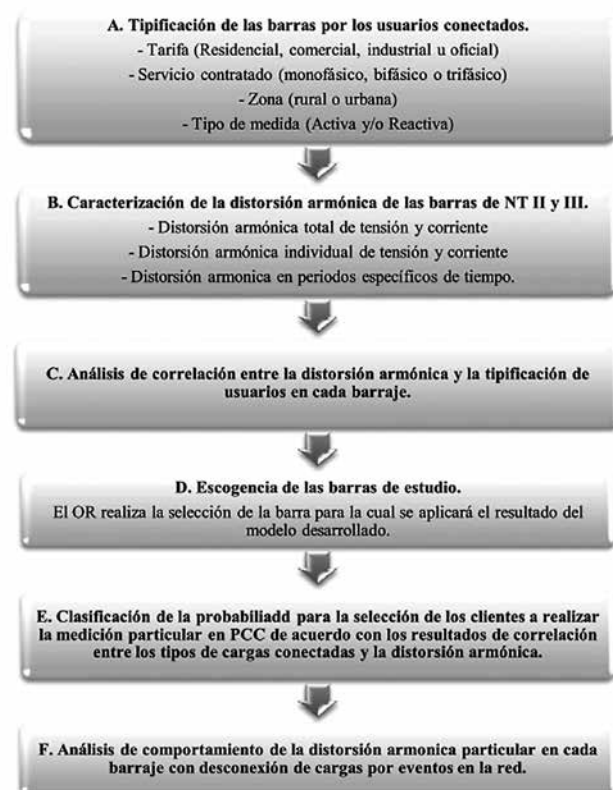 A. Tipificación de las barras por los usuarios conectados.
- Tarifa (Residencial, comercial, industrial u oficial)
- Servicio contratado (monofásico, bifásico o trifásico)
- Zona (rural o urbana)
- Tipo de medida (Activa y/o Reactiva)
B. Caracterización de la distorsión armónica de las barras de NT II y III.
- Distorsión armónica total de tensión y corriente
- Distorsión armónica individual de tensión y corriente
- Distorsión armonica en periodos específicos de tiempo.
C. Análisis de correlación entre la distorsión armónica y la tipificación de
usuarios en cada barraje.
D. Escogencia de las barras de estudio.
El OR realiza la selección de la barra para la cual se aplicará el resultado del
modelo desarrollado.
E. Clasificación de la probabiliadd para la selección de los clientes a realizar
la medición particular en PCC de acuerdo con los resultados de correlación
entre los tipos de cargas conectadas y la distorsión armónica.
F. Análisis de comportamiento de la distorsión armonica particular en cada
barraje con desconexión de cargas por eventos en la red.